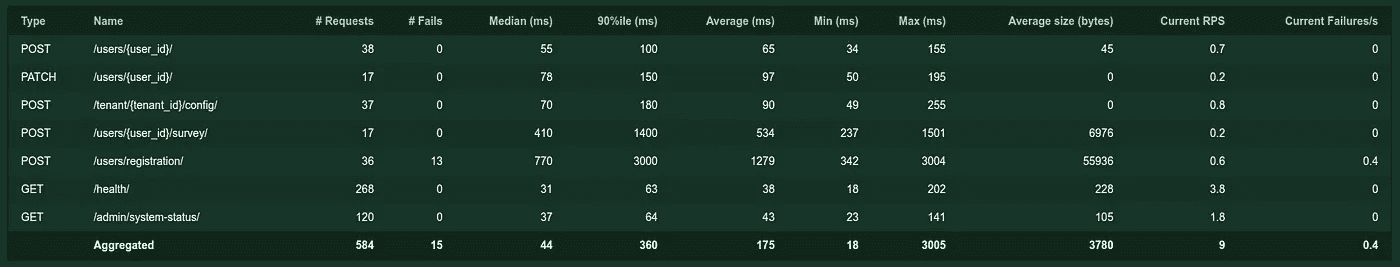 Type Name # Requests # Fails Median (ms) 90%ile (ms) Average (ms) Min (ms) Max (ms) Average size (bytes) Current RPS Current Failures/s
POST /users/{user_id}/ 38 0 55 100 65 34 155 45 0.7 0
PATCH /users/{user_id}/ 17 0 78 150 97 50 195 0 0.2 0
POST /tenant/{tenant_id}/config/ 37 0 70 180 90 49 255 0 0.8 0
POST /users/{user_id}/survey/ 17 0 410 1400 534 237 1501 6976 0.2 0
POST /users/registration/ 36 13 770 3000 1279 342 3004 55936 0.6 0.4
GET /health/ 268 0 31 63 38 18 202 228 3.8 0
GET /admin/system-status/ 120 0 37 64 43 23 141 105 1.8 0
Aggregated 584 15 44 360 175 18 3005 3780 9 0.4